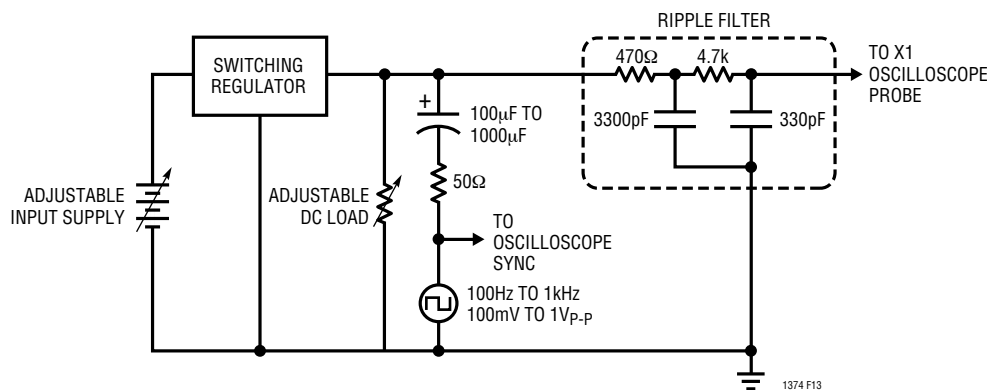 RIPPLE FILTER
SWITCHING
REGULATOR
470Ω
4.7k
TO X1
OSCILLOSCOPE
PROBE
+
100µF TO
1000µF
3300pF
330pF
50Ω
ADJUSTABLE
INPUT SUPPLY
ADJUSTABLE
DC LOAD
TO
OSCILLOSCOPE
SYNC
100Hz TO 1kHz
100mV TO 1VP-P
1374 F13